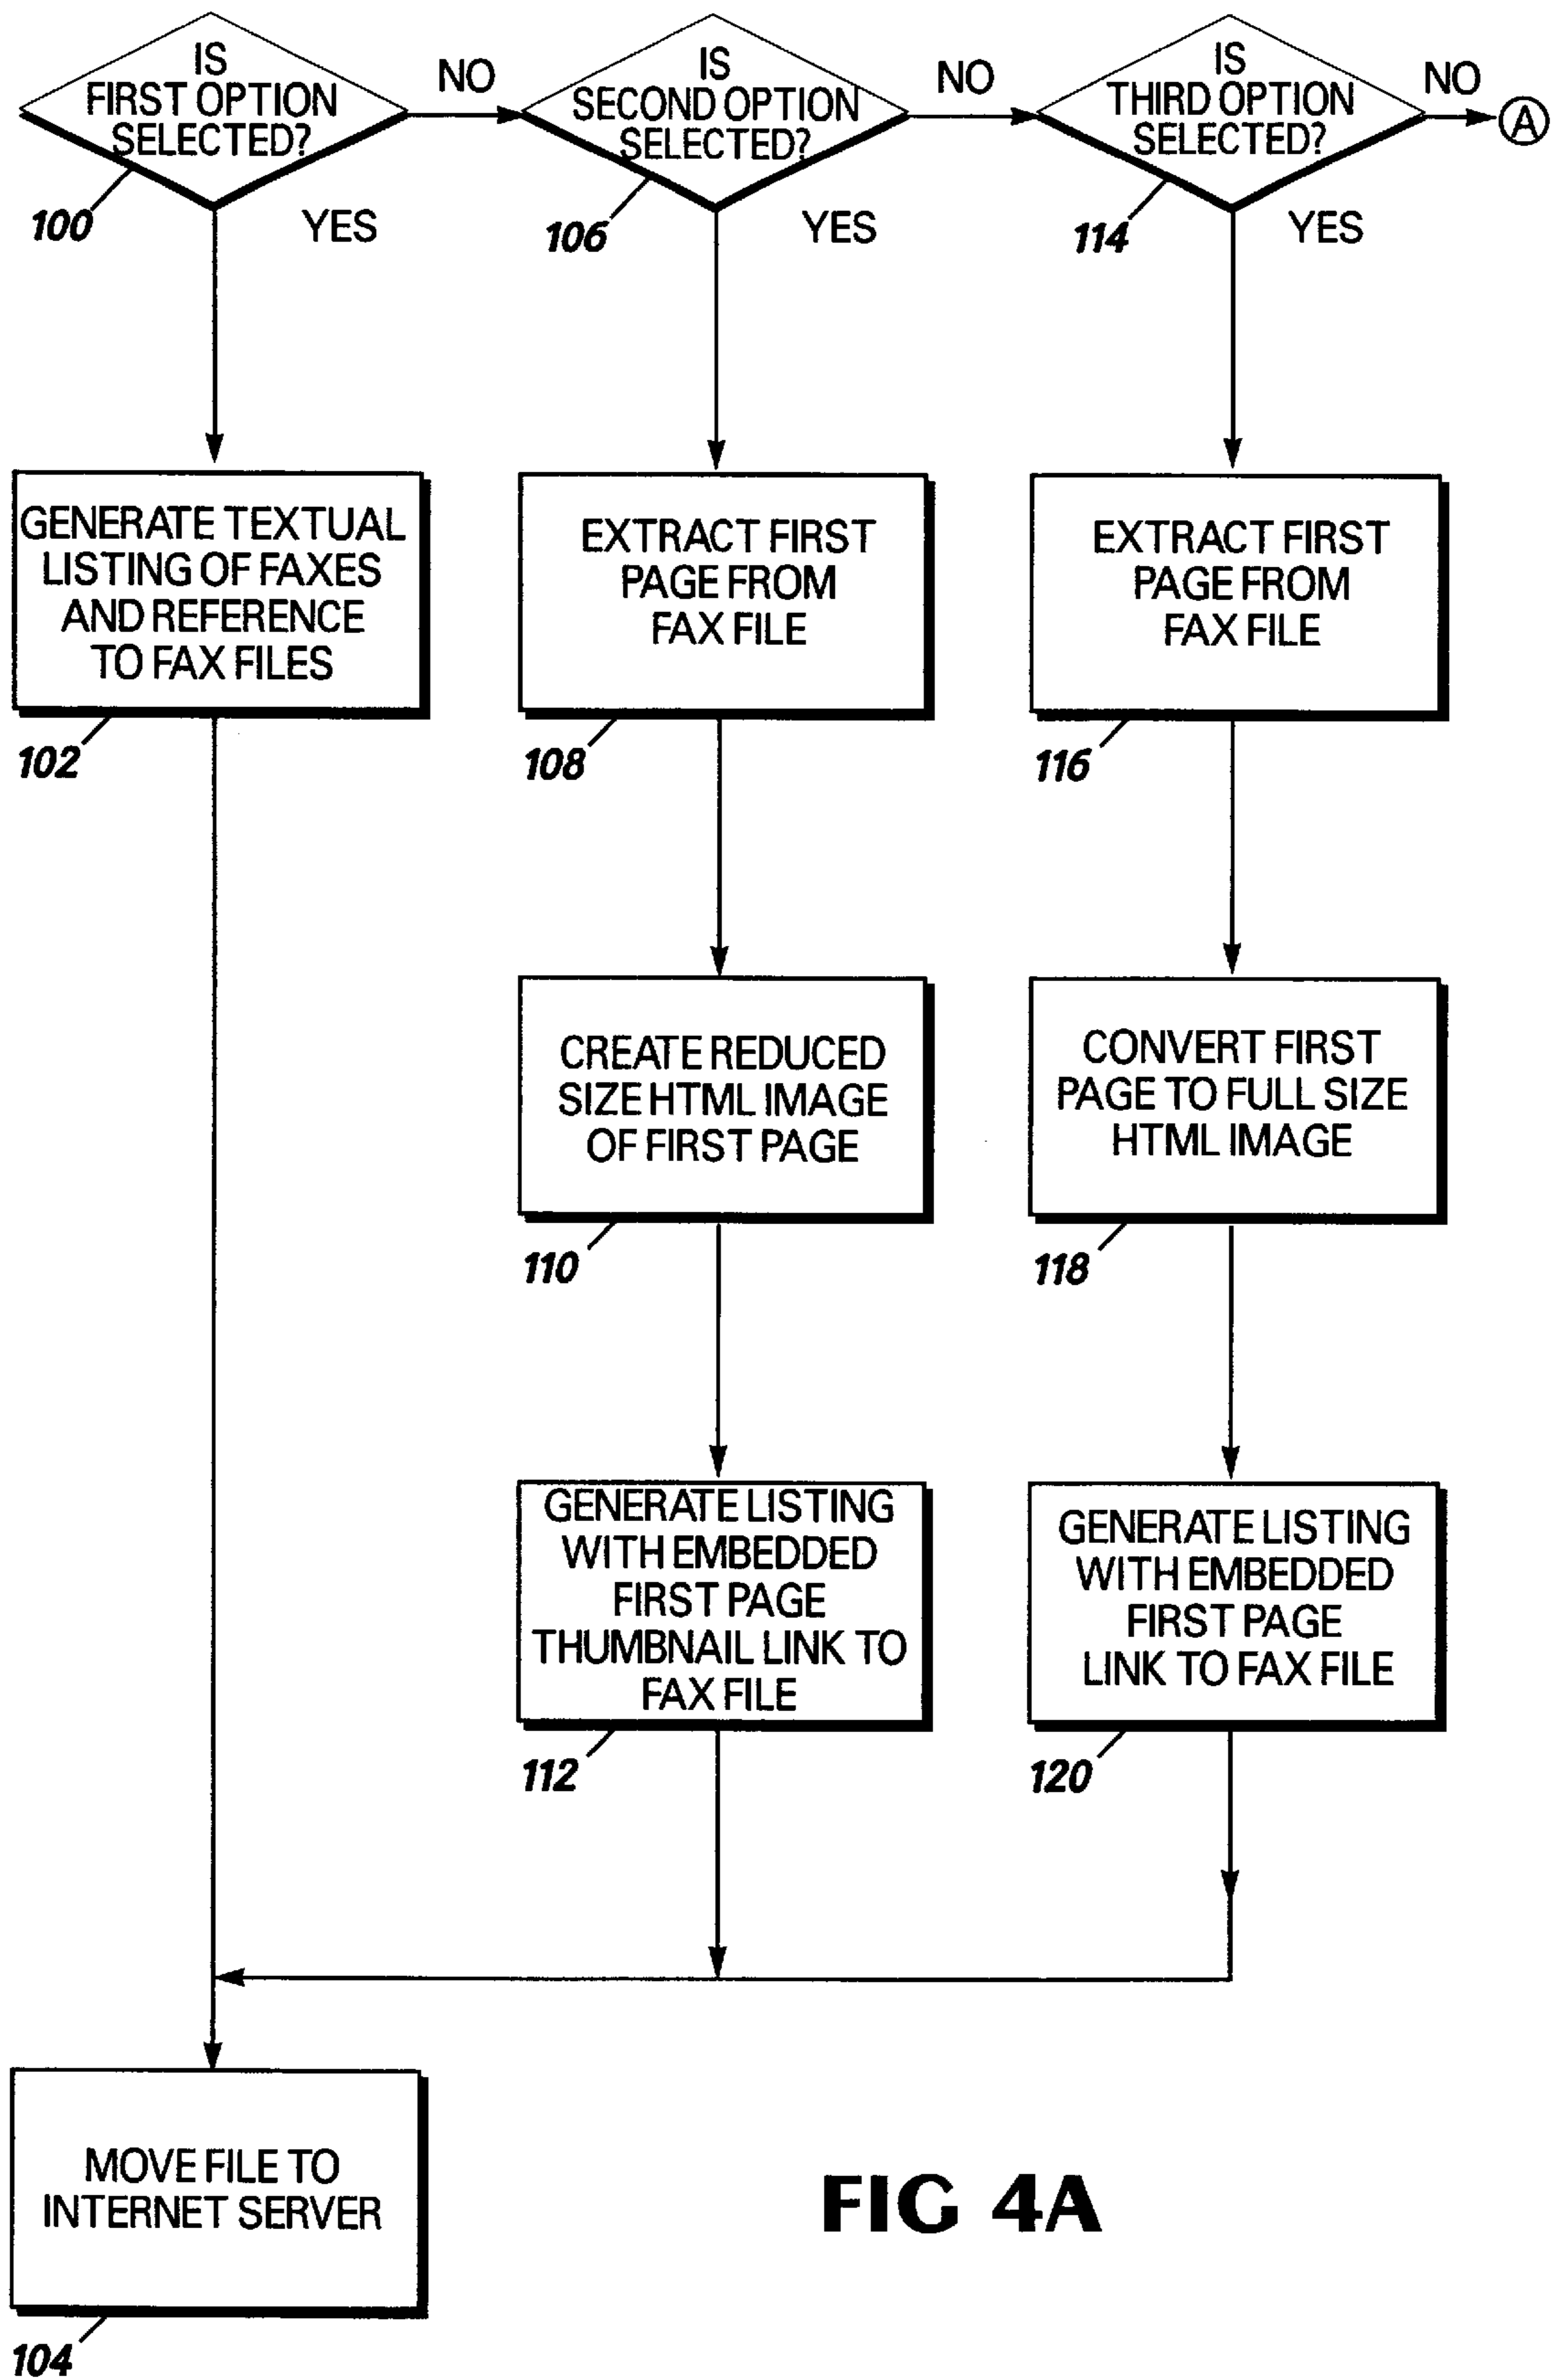 IS
FIRST OPTION
SELECTED?
100
YES
NO
IS
SECOND OPTION
SELECTED?
106
YES
NO
IS
THIRD OPTION
SELECTED?
114
YES
NO
A
GENERATE TEXTUAL
LISTING OF FAXES
AND REFERENCE
TO FAX FILES
102
EXTRACT FIRST
PAGE FROM
FAX FILE
108
EXTRACT FIRST
PAGE FROM
FAX FILE
116
CREATE REDUCED
SIZE HTML IMAGE
OF FIRST PAGE
110
CONVERT FIRST
PAGE TO FULL SIZE
HTML IMAGE
118
GENERATE LISTING
WITH EMBEDDED
FIRST PAGE
THUMBNAIL LINK TO
FAX FILE
112
GENERATE LISTING
WITH EMBEDDED
FIRST PAGE
LINK TO FAX FILE
120
MOVE FILE TO
INTERNET SERVER
104
FIG 4A